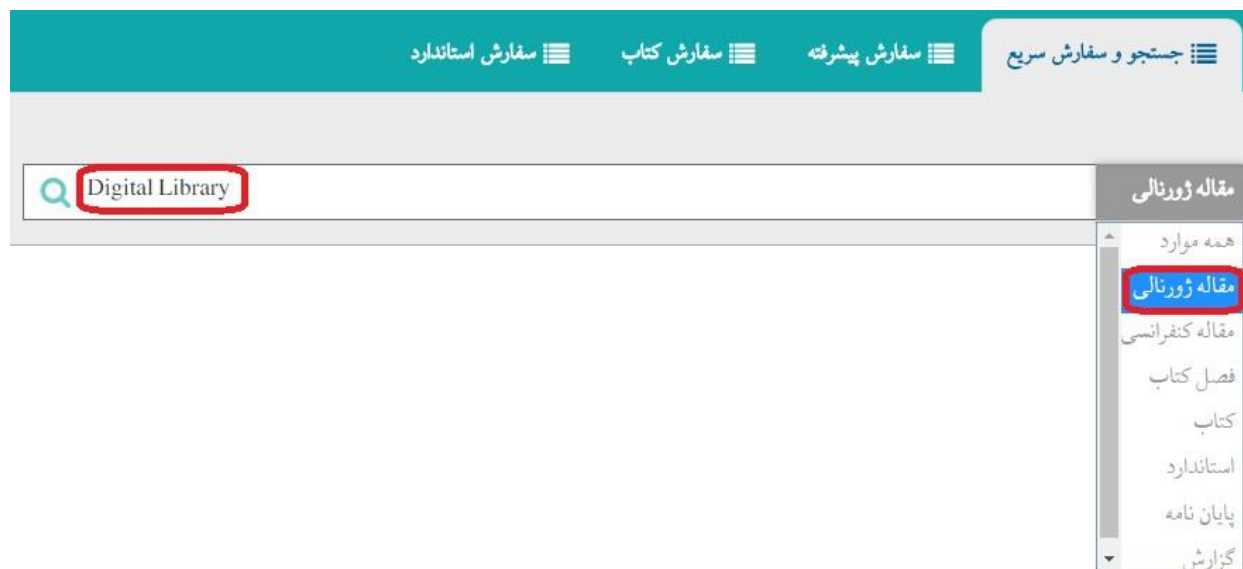 جستجو و سفارش سریع
سفارش پیشرفته
سفارش کتاب
سفارش استاندارد
مقاله ژورنالی
Digital Library
همه موارد
مقاله ژورنالی
مقاله کنفرانسی
فصل کتاب
کتاب
استاندارد
پایان نامه
گزارش